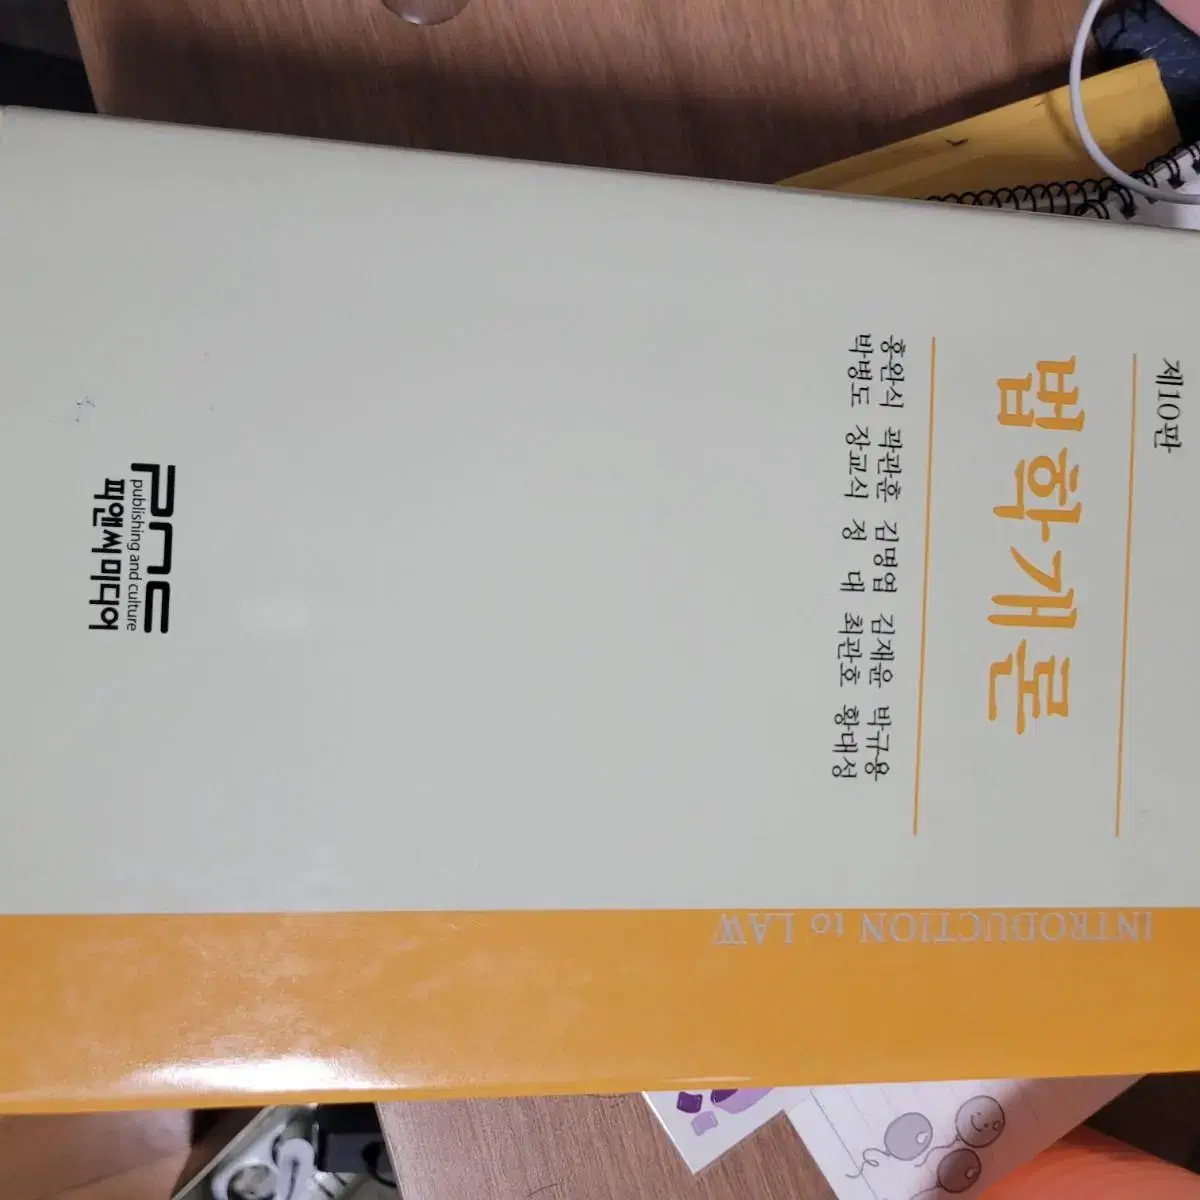 제10판
법학개론
홍완식 곽관훈 김명엽 김재윤 박규용
박병도 장교식 정 대 최관호 황대성
INTRODUCTION to LAW
pnc
publishing and culture
피앤씨미디어